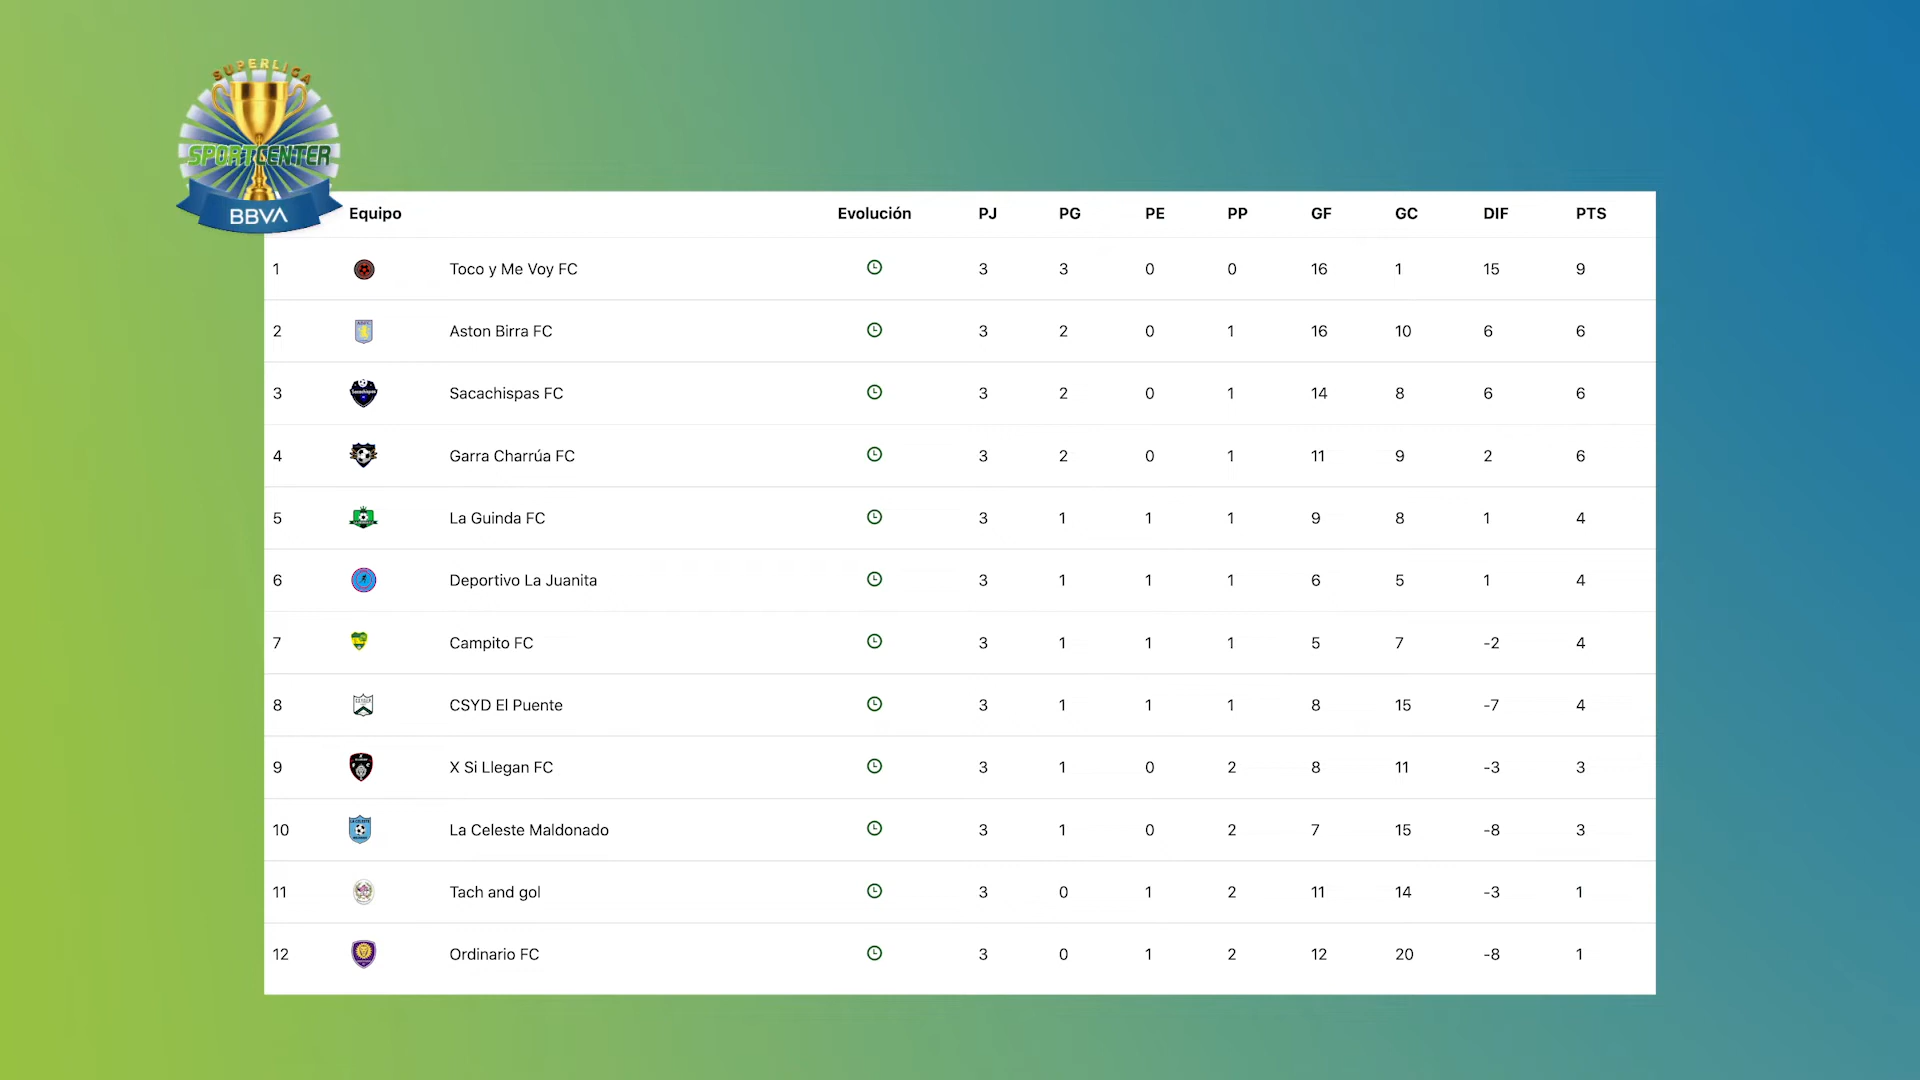 SUPERLIGA
SPORTCENTER
BBVA
Equipo Evolución PJ PG PE PP GF GC DIF PTS
1 Toco y Me Voy FC 3 3 0 0 16 1 15 9
2 Aston Birra FC 3 2 0 1 16 10 6 6
3 Sacachispas FC 3 2 0 1 14 8 6 6
4 Garra Charrúa FC 3 2 0 1 11 9 2 6
5 La Guinda FC 3 1 1 1 9 8 1 4
6 Deportivo La Juanita 3 1 1 1 6 5 1 4
7 Campito FC 3 1 1 1 5 7 -2 4
8 CSYD El Puente 3 1 1 1 8 15 -7 4
9 X Si Llegan FC 3 1 0 2 8 11 -3 3
10 La Celeste Maldonado 3 1 0 2 7 15 -8 3
11 Tach and gol 3 0 1 2 11 14 -3 1
12 Ordinario FC 3 0 1 2 12 20 -8 1